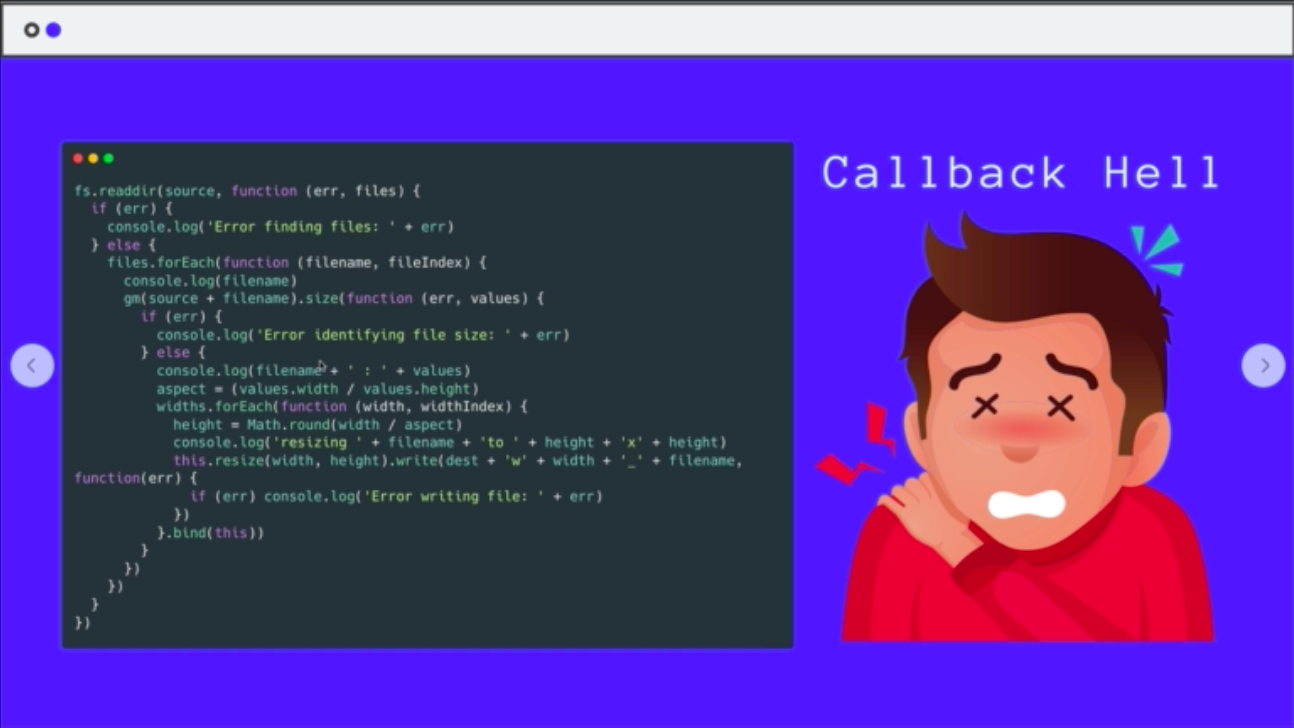 Callback Hell
fs.readdir(source, function (err, files) {
  if (err) {
    console.log('Error finding files: ' + err)
  } else {
    files.forEach(function (filename, fileIndex) {
      console.log(filename)
      gm(source + filename).size(function (err, values) {
        if (err) {
          console.log('Error identifying file size: ' + err)
        } else {
          console.log(filename + ' : ' + values)
          aspect = (values.width / values.height)
          widths.forEach(function (width, widthIndex) {
            height = Math.round(width / aspect)
            console.log('resizing ' + filename + 'to ' + height + 'x' + height)
            this.resize(width, height).write(dest + 'w' + width + '_' + filename,
function(err) {
              if (err) console.log('Error writing file: ' + err)
            })
          }.bind(this))
        }
      })
    })
  }
})